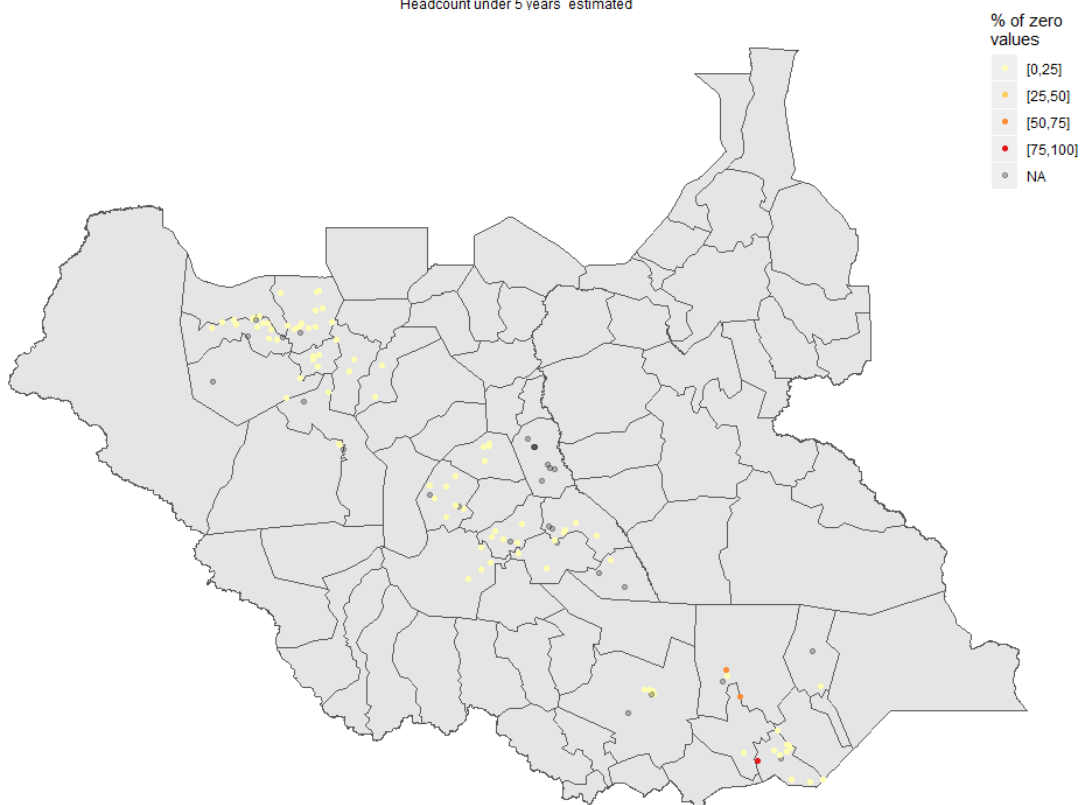 Headcount under 5 years estimated
% of zero
values
[0,25]
[25,50]
[50,75]
[75,100]
NA